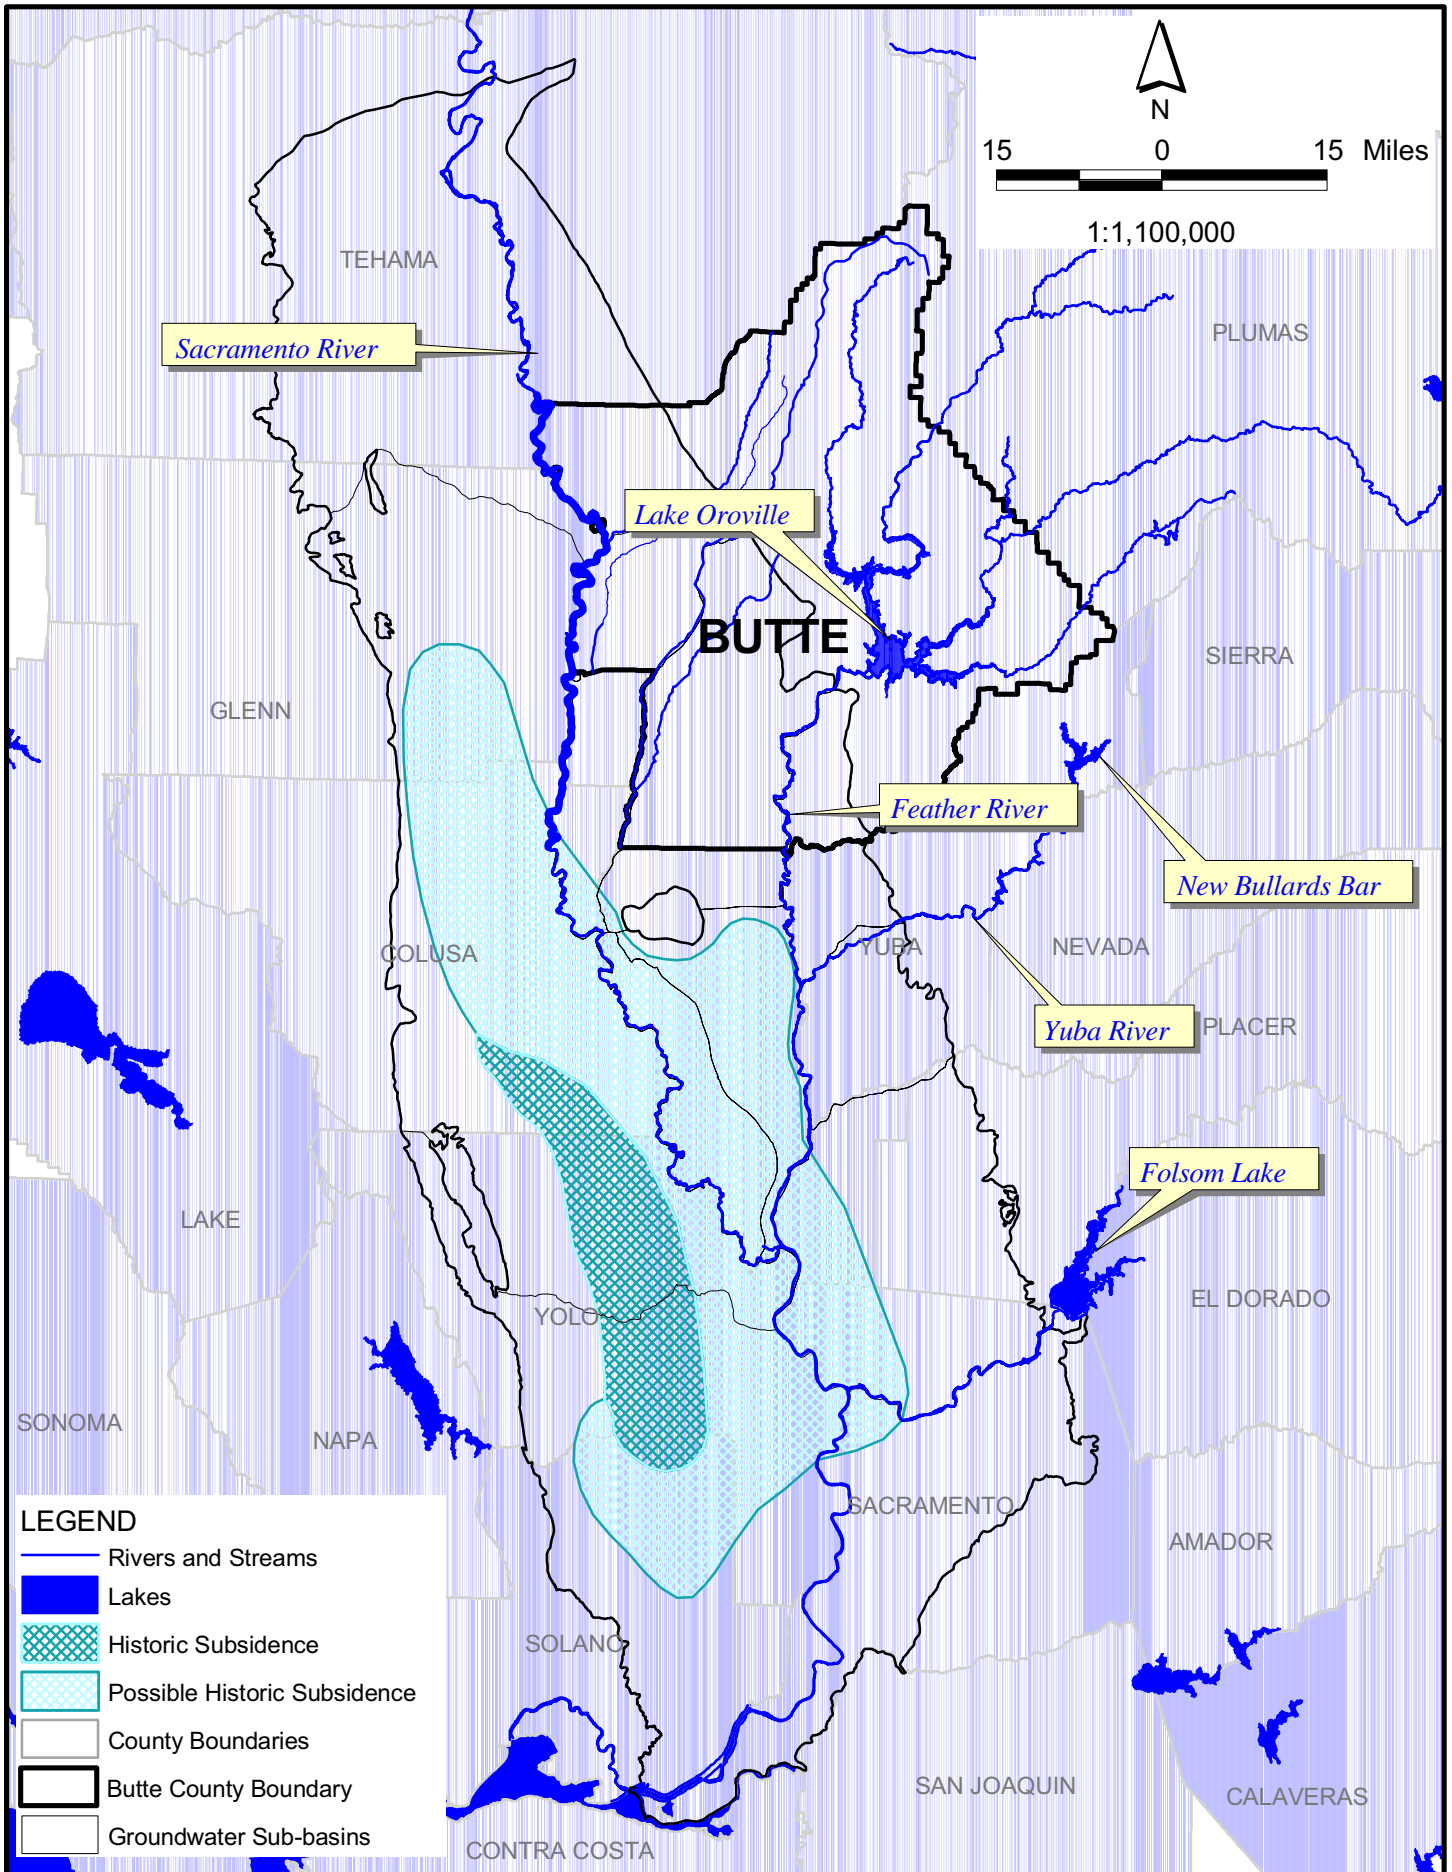 N
15 0 15 Miles
1:1,100,000
TEHAMA
PLUMAS
Sacramento River
Lake Oroville
BUTTE
SIERRA
GLENN
Feather River
New Bullards Bar
COLUSA
YUBA
NEVADA
Yuba River
PLACER
Folsom Lake
LAKE
EL DORADO
YOLO
SONOMA
NAPA
SACRAMENTO
AMADOR
LEGEND
Rivers and Streams
Lakes
Historic Subsidence
Possible Historic Subsidence
County Boundaries
Butte County Boundary
Groundwater Sub-basins
SOLANO
SAN JOAQUIN
CALAVERAS
CONTRA COSTA